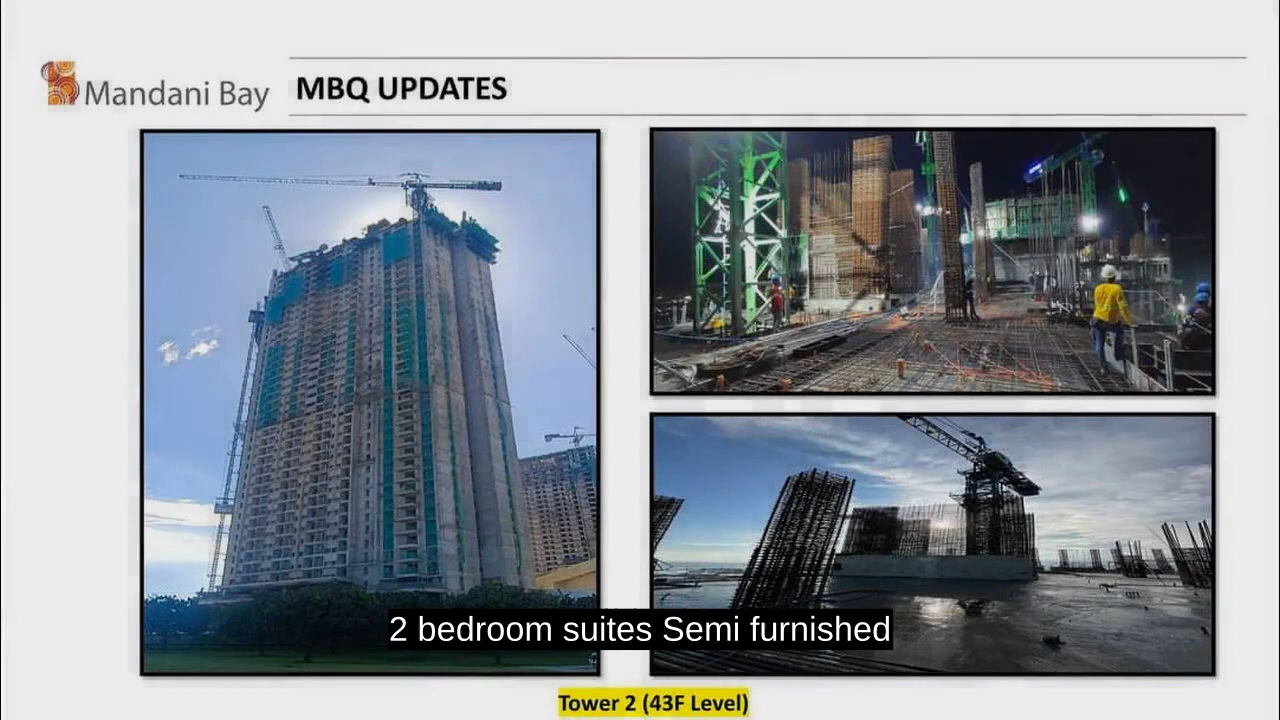 Mandani Bay
MBQ UPDATES
2 bedroom suites Semi furnished
Tower 2 (43F Level)